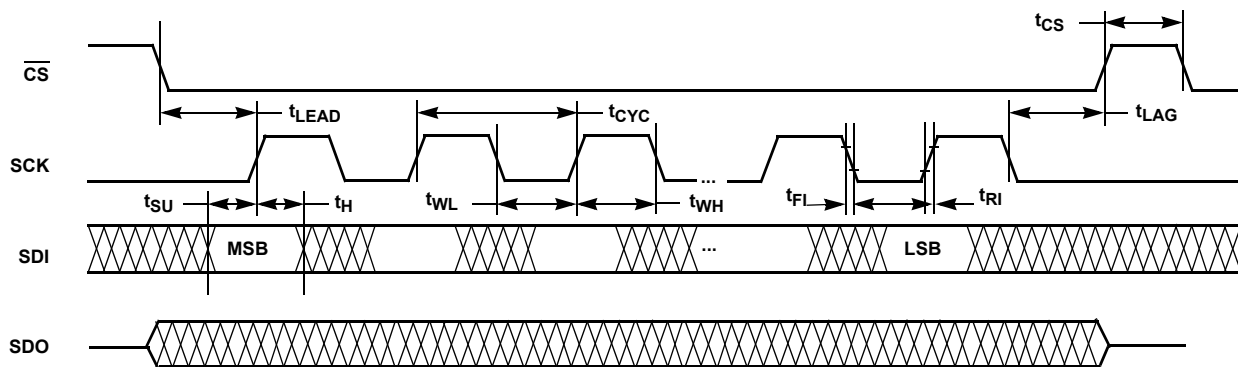 tCS
CS
tLEAD
tCYC
tLAG
SCK
...
tSU
tH
tWL
tWH
tFI
tRI
SDI
MSB
...
LSB
SDO